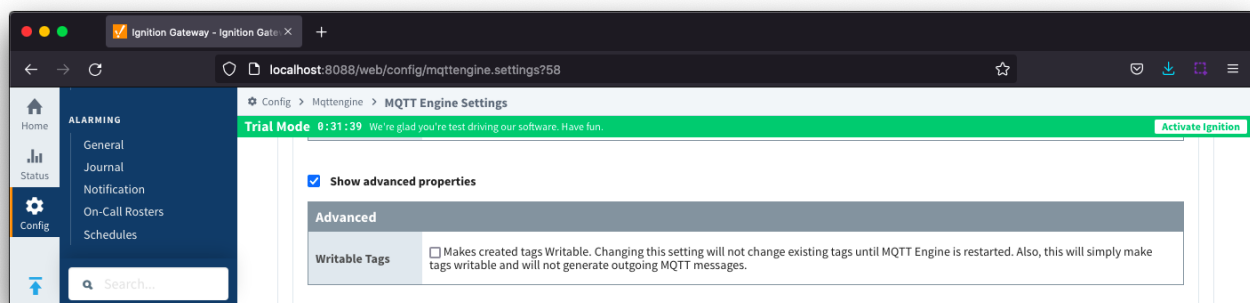 Ignition Gateway - Ignition Gate
localhost:8088/web/config/mqttengine.settings?58
Config > Mqttengine > MQTT Engine Settings
Trial Mode 0:31:39 We're glad you're test driving our software. Have fun. Activate Ignition
Home
Status
Config
ALARMING
General
Journal
Notification
On-Call Rosters
Schedules
Search...
Show advanced properties
Advanced
Writable Tags
Makes created tags Writable. Changing this setting will not change existing tags until MQTT Engine is restarted. Also, this will simply make
tags writable and will not generate outgoing MQTT messages.